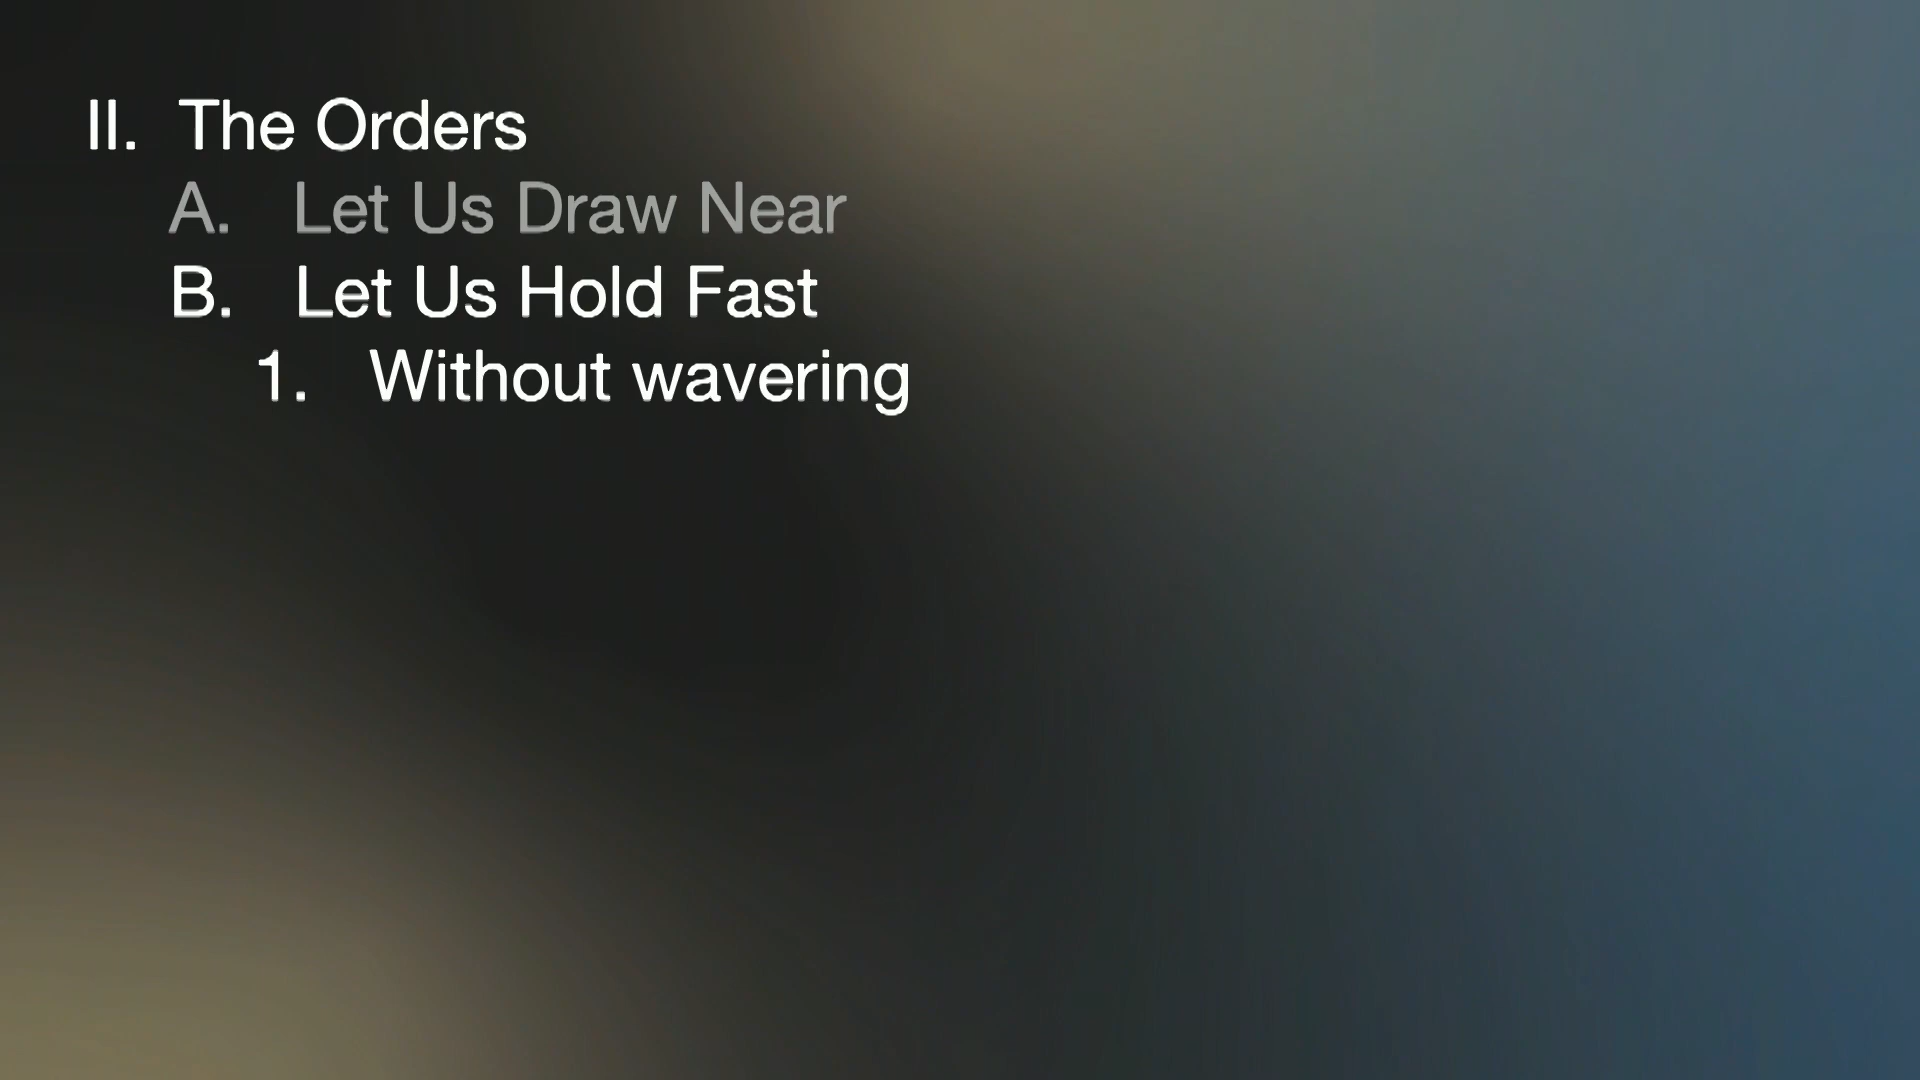 II. The Orders
A. Let Us Draw Near
B. Let Us Hold Fast
1. Without wavering